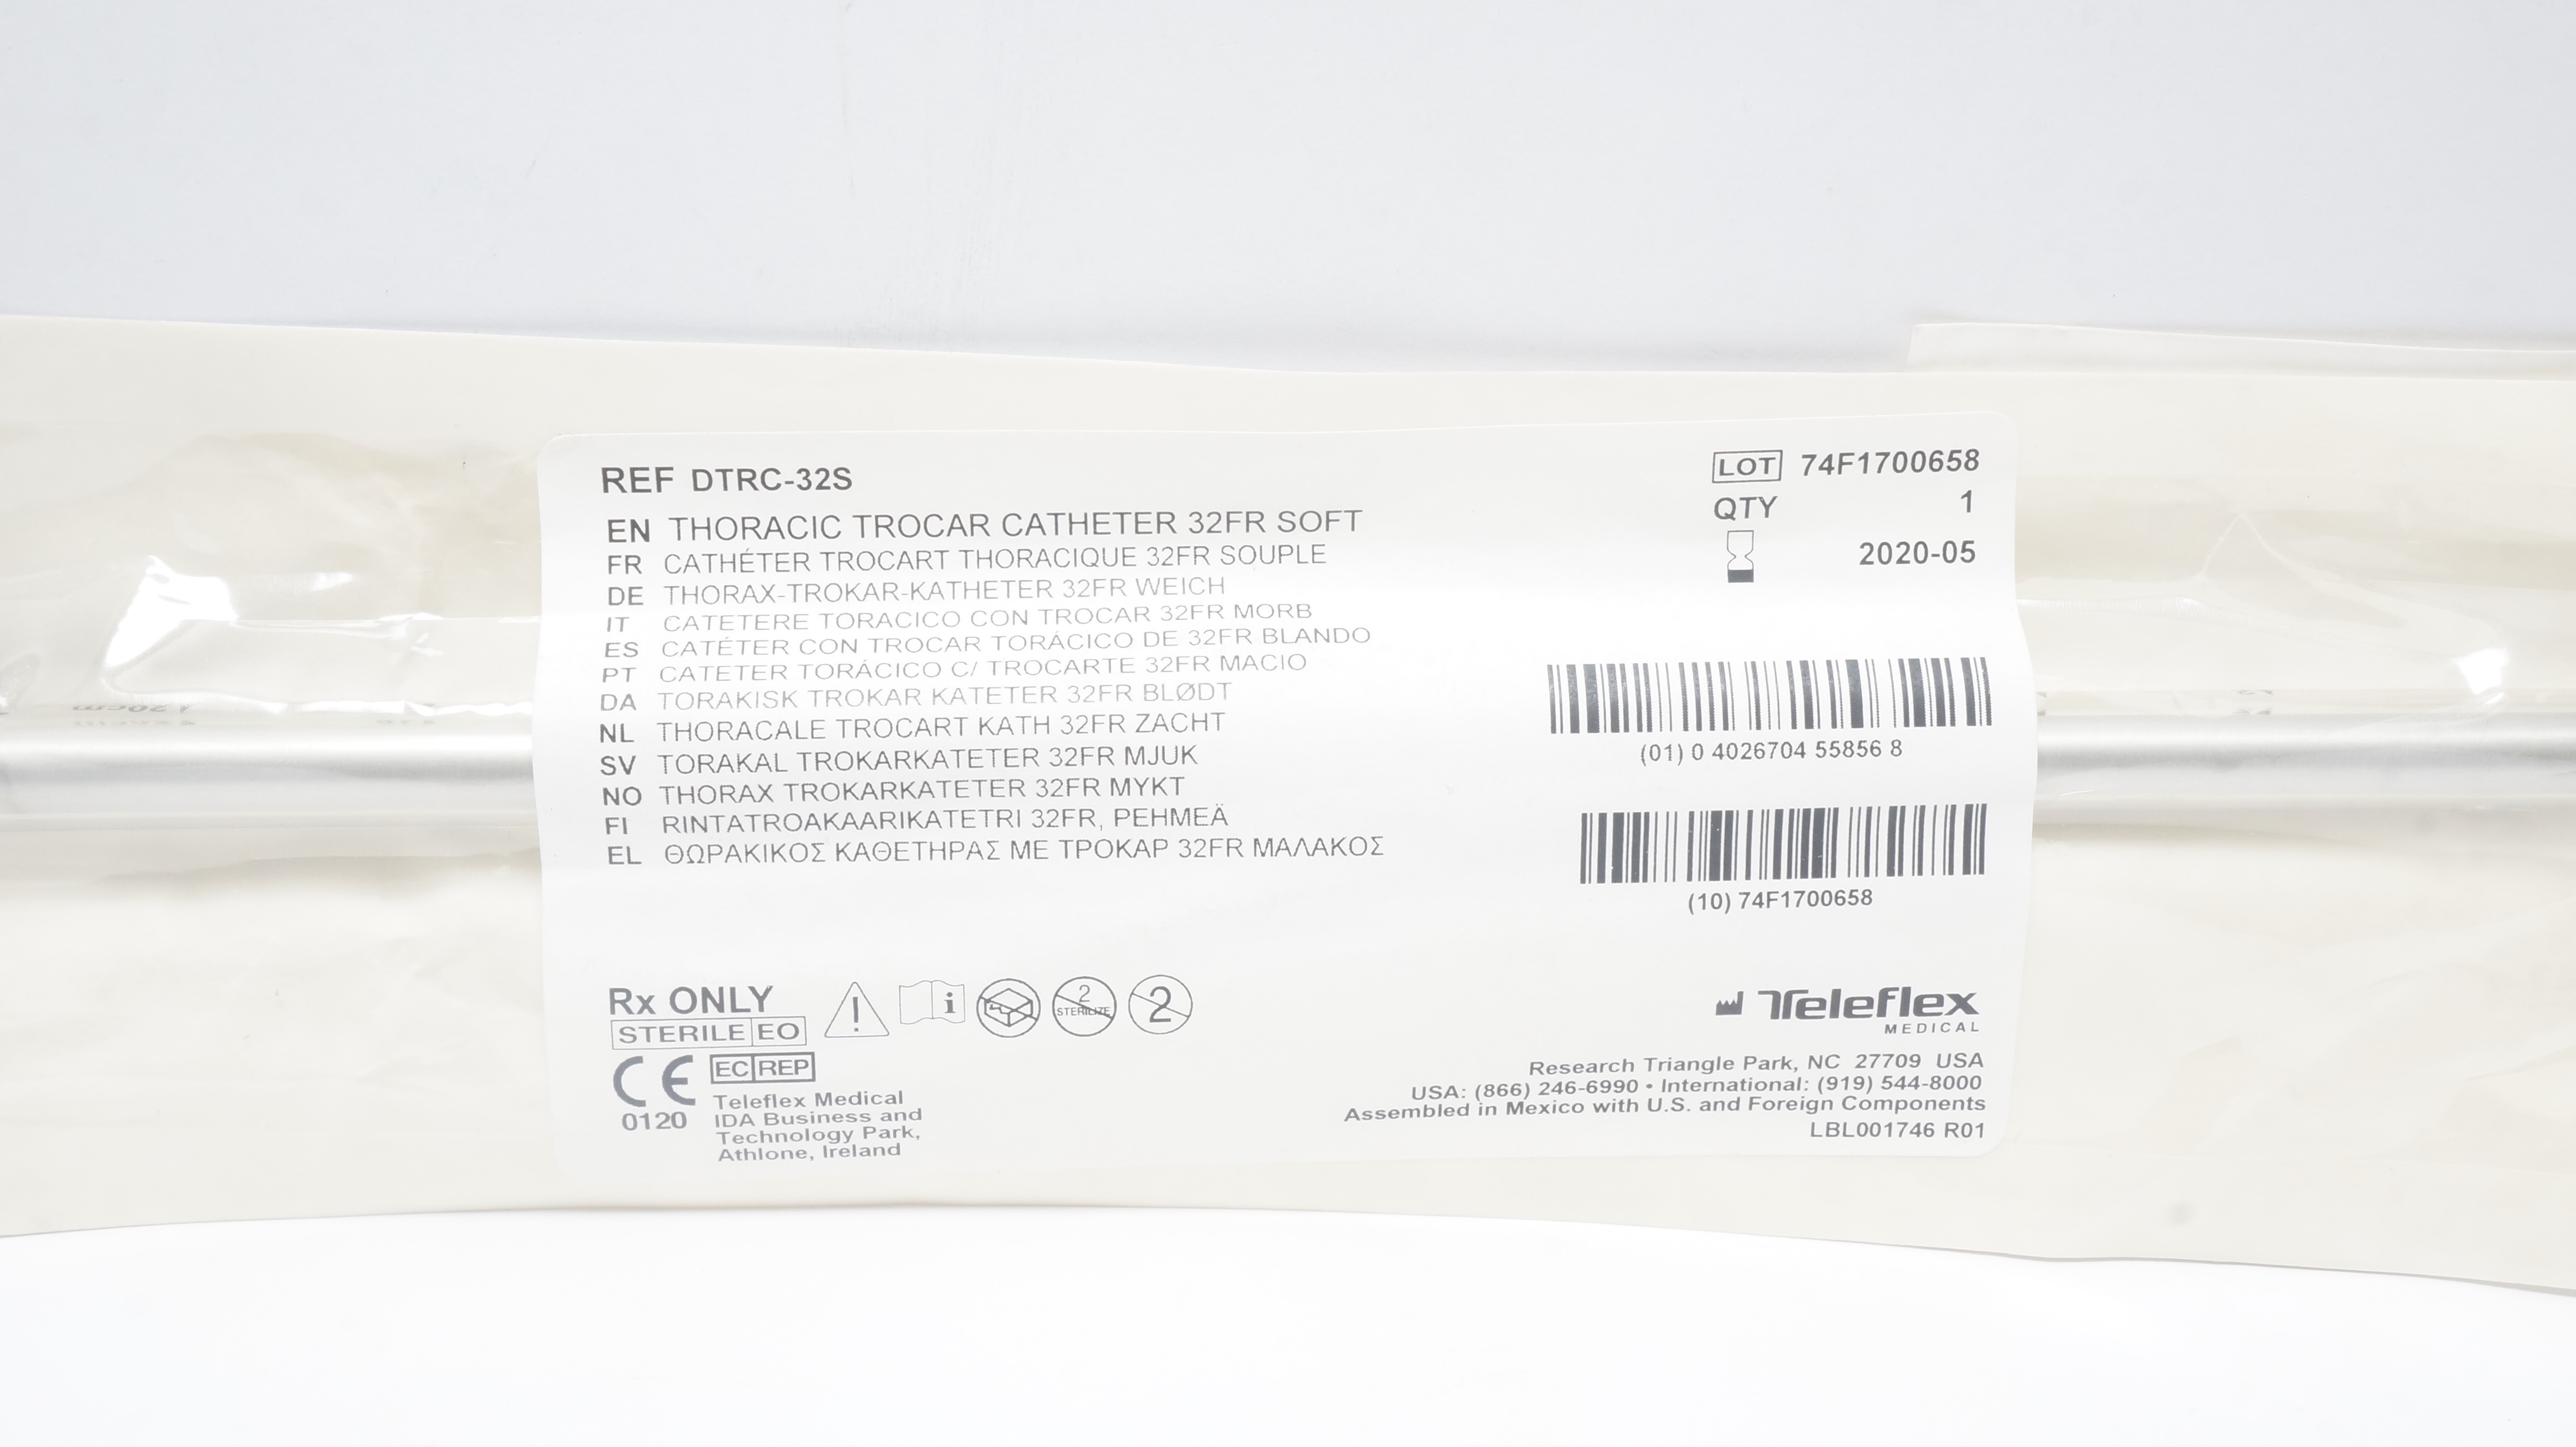 REF DTRC-32S
EN THORACIC TROCAR CATHETER 32FR SOFT
FR CATHÉTER TROCART THORACIQUE 32FR SOUPLE
DE THORAX-TROKAR-KATHETER 32FR WEICH
IT CATETERE TORACICO CON TROCAR 32FR MORB
ES CATÉTER CON TROCAR TORÁCICO DE 32FR BLANDO
PT CATETER TORÁCICO C/ TROCARTE 32FR MACIO
DA TORAKISK TROKAR KATETER 32FR BLØDT
NL THORACALE TROCART KATH 32FR ZACHT
SV TORAKAL TROKARKATETER 32FR MJUK
NO THORAX TROKARKATETER 32FR MYKT
FI RINTATROAKAARIKATETRI 32FR, PEHMEÄ
EL ΘΩΡΑΚΙΚΟΣ ΚΑΘΕΤΗΡΑΣ ΜΕ ΤΡΟΚΑΡ 32FR ΜΑΛΑΚΟΣ
LOT 74F1700658
QTY 1
2020-05
(01) 0 4026704 55856 8
(10) 74F1700658
Rx ONLY
STERILE EO
2
STERILIZE
2
CE
0120
EC REP
Teleflex Medical
IDA Business and
Technology Park,
Athlone, Ireland
Teleflex
MEDICAL
Research Triangle Park, NC 27709 USA
USA: (866) 246-6990 • International: (919) 544-8000
Assembled in Mexico with U.S. and Foreign Components
LBL001746 R01